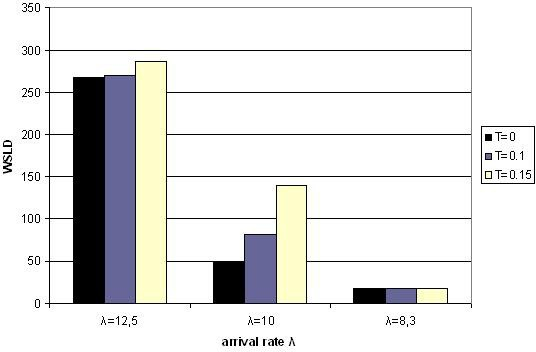 350
300
250
200
150
100
50
0
WSLD
λ=12,5
λ=10
λ=8,3
arrival rate λ
T=0
T=0.1
T=0.15